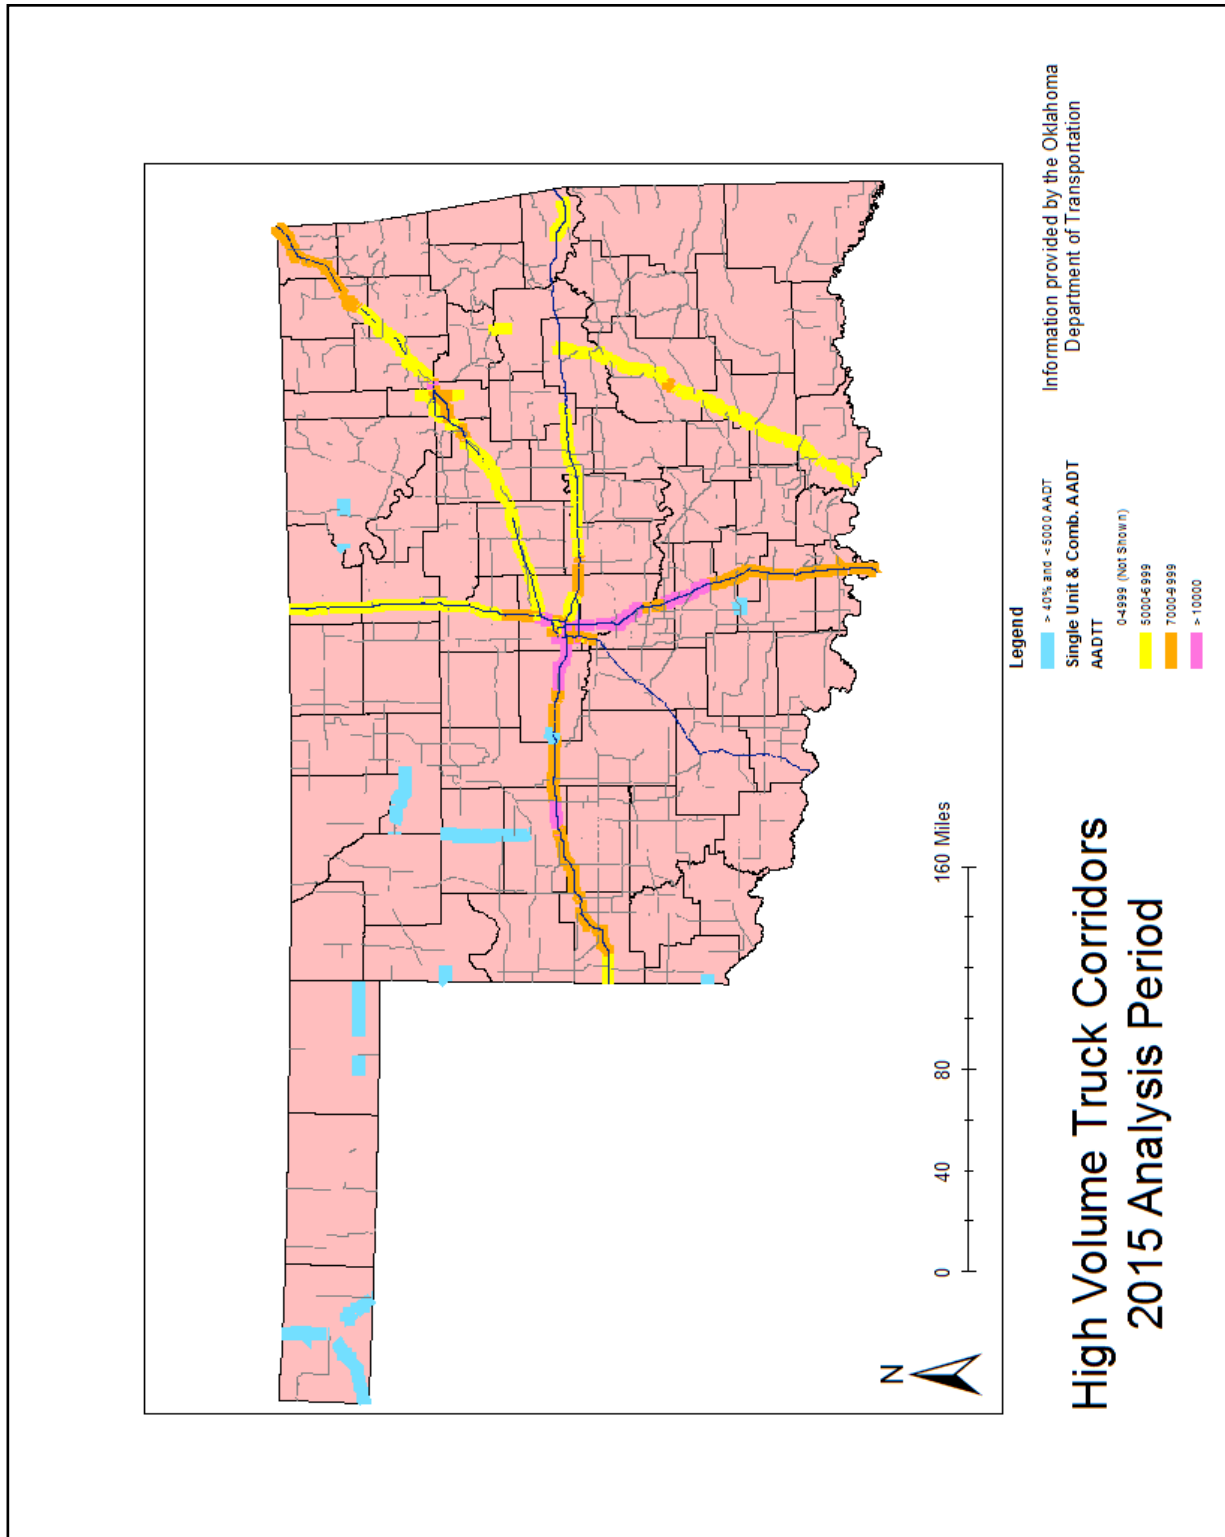 N
0 40 80 160 Miles
High Volume Truck Corridors
2015 Analysis Period
Legend
> 40% and <5000 AADT
Single Unit & Comb. AADT
AADTT
0-4999 (Not Shown)
5000-6999
7000-9999
> 10000
Information provided by the Oklahoma
Department of Transportation